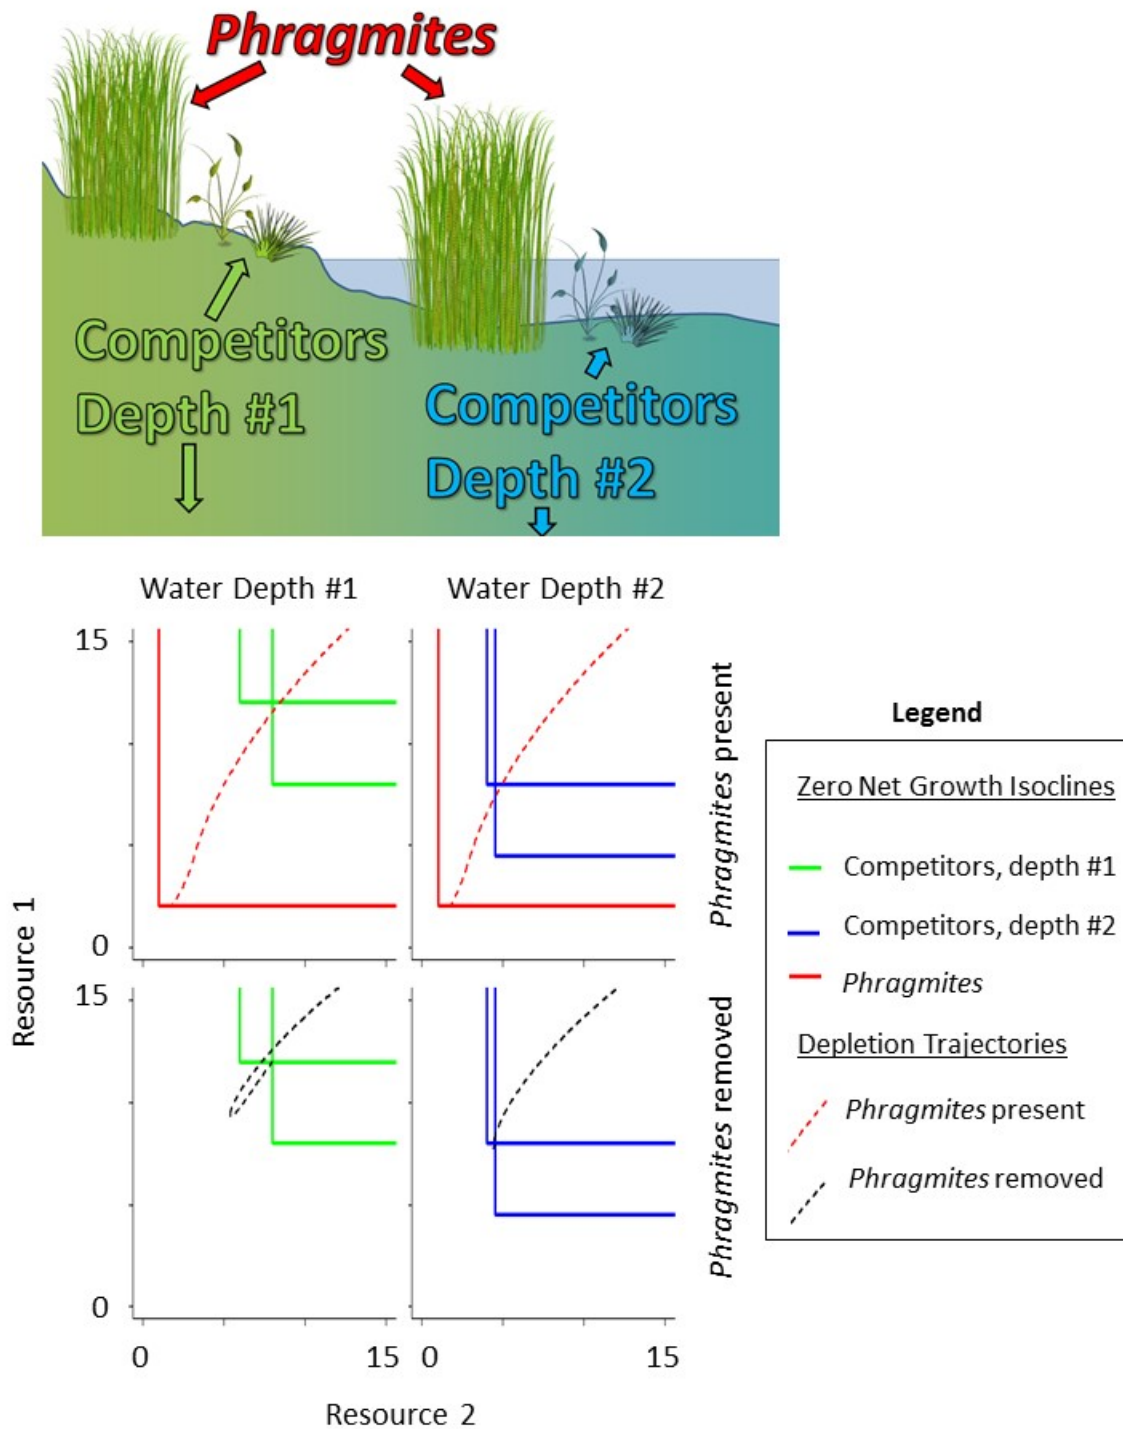 Phragmites
Competitors
Depth #1
Competitors
Depth #2
Water Depth #1
Water Depth #2
15
0
Phragmites present
15
0
Phragmites removed
0
15
0
15
Resource 1
Resource 2
Legend
Zero Net Growth Isoclines
Competitors, depth #1
Competitors, depth #2
Phragmites
Depletion Trajectories
Phragmites present
Phragmites removed